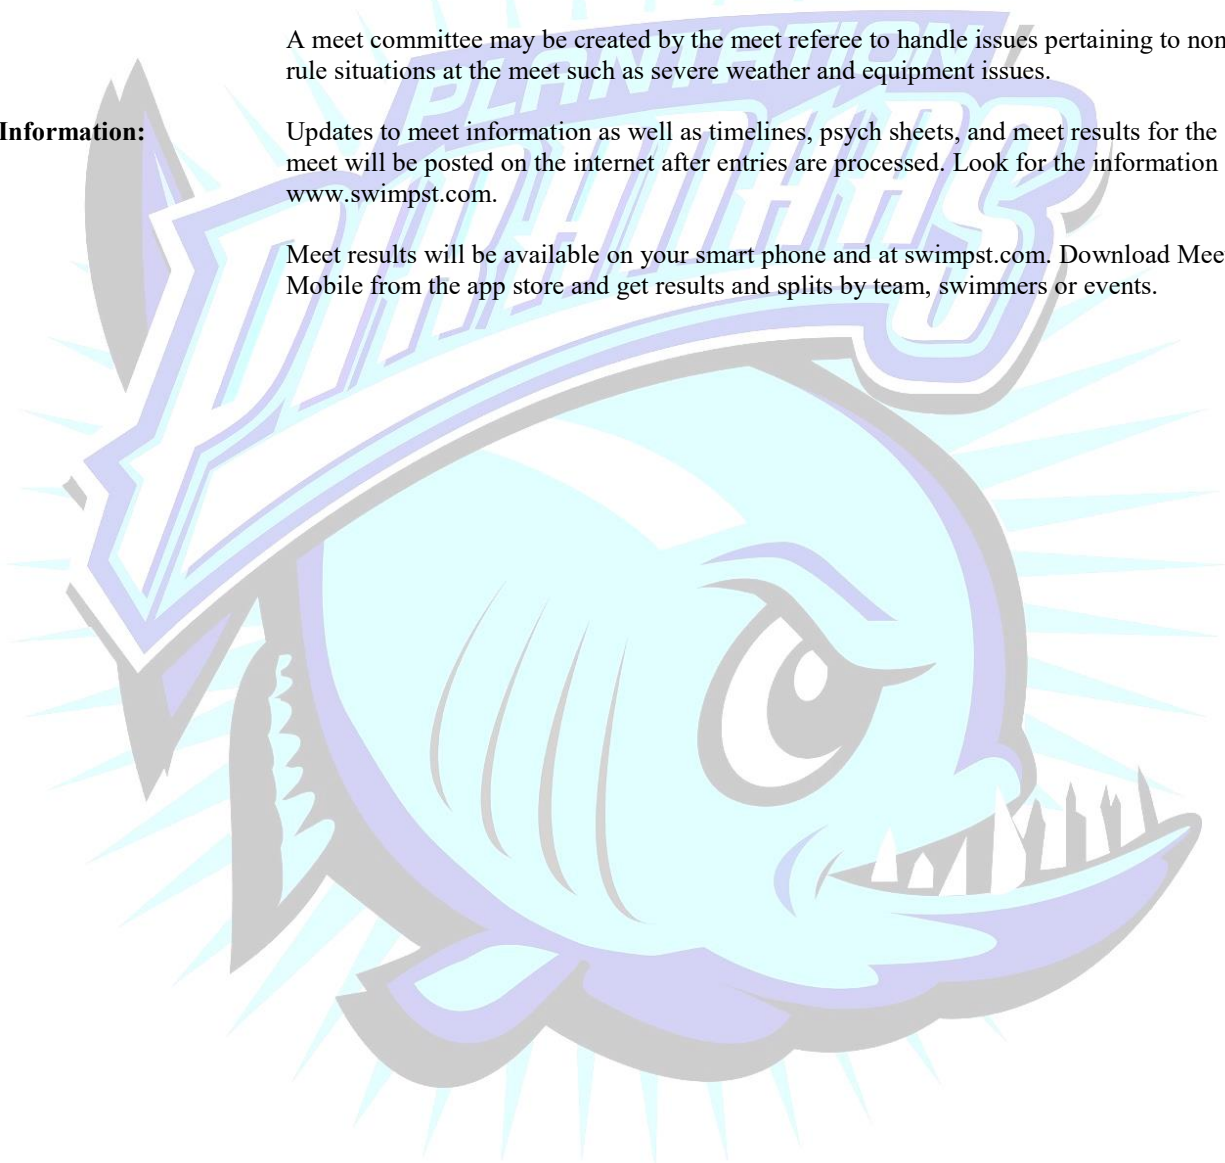 PLANTATION
PIRANHAS
A meet committee may be created by the meet referee to handle issues pertaining to non
rule situations at the meet such as severe weather and equipment issues.
Information:
Updates to meet information as well as timelines, psych sheets, and meet results for the
meet will be posted on the internet after entries are processed. Look for the information
www.swimpst.com.
Meet results will be available on your smart phone and at swimpst.com. Download Mee
Mobile from the app store and get results and splits by team, swimmers or events.